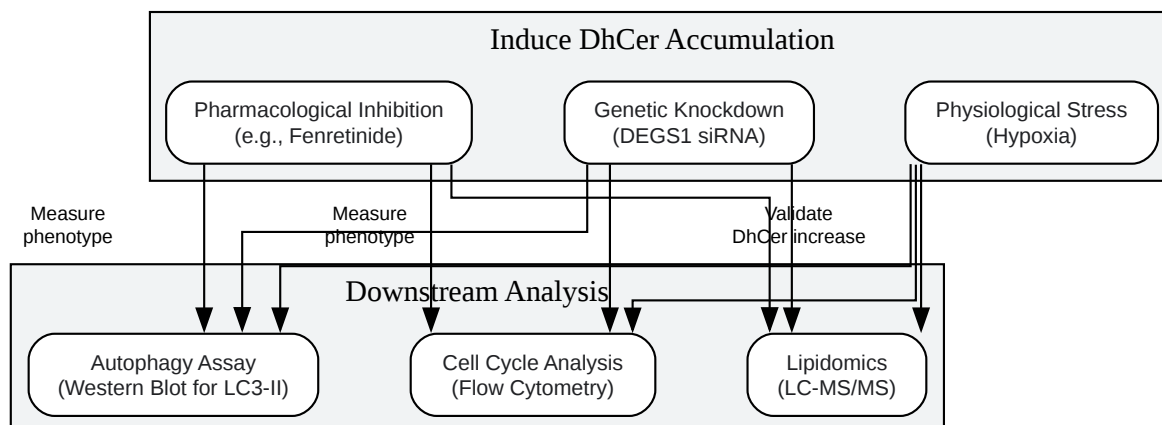 Induce DhCer Accumulation
Pharmacological Inhibition
(e.g., Fenretinide)
Genetic Knockdown
(DEGS1 siRNA)
Physiological Stress
(Hypoxia)
Measure
phenotype
Measure
phenotype
Validate
DhCer increase
Downstream Analysis
Autophagy Assay
(Western Blot for LC3-II)
Cell Cycle Analysis
(Flow Cytometry)
Lipidomics
(LC-MS/MS)